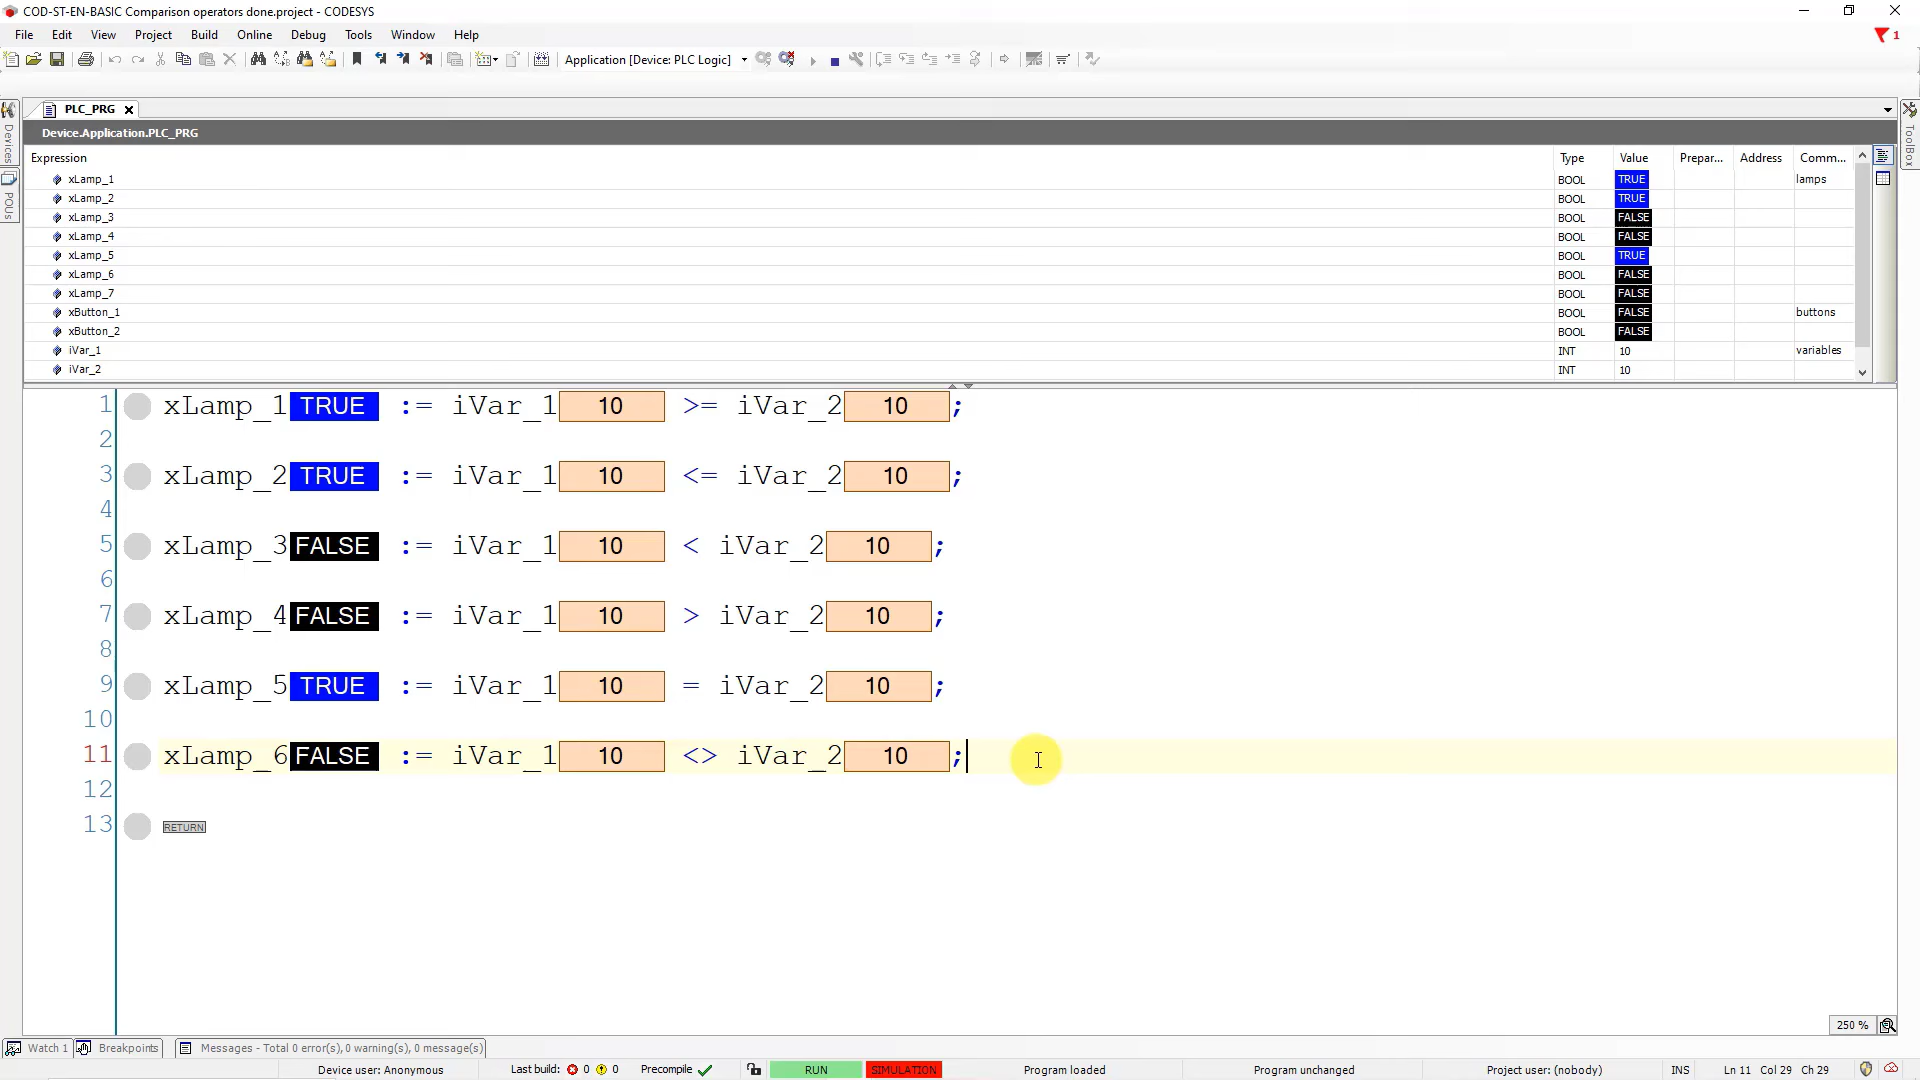 COD-ST-EN-BASIC Comparison operators done.project - CODESYS
File Edit View Project Build Online Debug Tools Window Help
1
Application [Device: PLC Logic]
PLC_PRG
Devices
POUs
ToolBox
Device.Application.PLC_PRG
Expression Type Value Prepar... Address Comm...
xLamp_1 BOOL TRUE lamps
xLamp_2 BOOL TRUE
xLamp_3 BOOL FALSE
xLamp_4 BOOL FALSE
xLamp_5 BOOL TRUE
xLamp_6 BOOL FALSE
xLamp_7 BOOL FALSE
xButton_1 BOOL FALSE buttons
xButton_2 BOOL FALSE
iVar_1 INT 10 variables
iVar_2 INT 10
1 xLamp_1 TRUE := iVar_1 10 >= iVar_2 10 ;
2
3 xLamp_2 TRUE := iVar_1 10 <= iVar_2 10 ;
4
5 xLamp_3 FALSE := iVar_1 10 < iVar_2 10 ;
6
7 xLamp_4 FALSE := iVar_1 10 > iVar_2 10 ;
8
9 xLamp_5 TRUE := iVar_1 10 = iVar_2 10 ;
10
11 xLamp_6 FALSE := iVar_1 10 <> iVar_2 10 ;
12
13 RETURN
250 %
Watch 1 Breakpoints Messages - Total 0 error(s), 0 warning(s), 0 message(s)
Device user: Anonymous Last build: 0 0 Precompile RUN SIMULATION Program loaded Program unchanged Project user: (nobody) INS Ln 11 Col 29 Ch 29